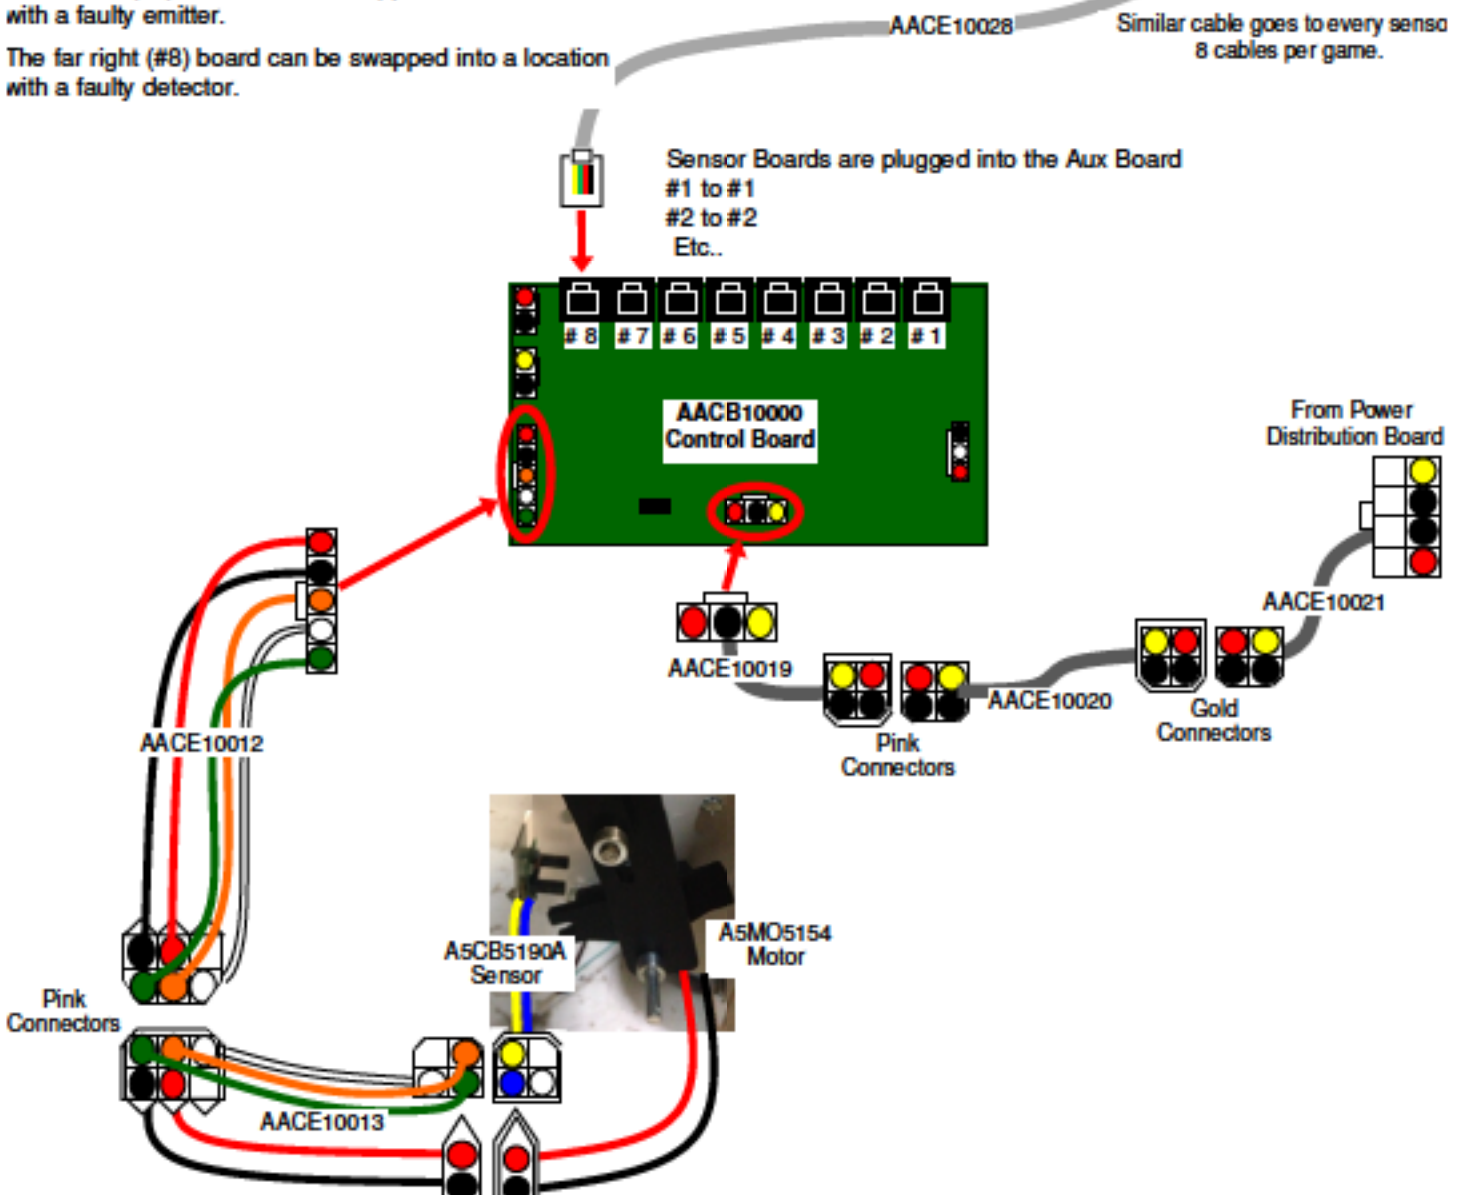 with a faulty emitter.
The far right (#8) board can be swapped into a location
with a faulty detector.
AACE10028
Similar cable goes to every senso
8 cables per game.
Sensor Boards are plugged into the Aux Board
#1 to #1
#2 to #2
Etc..
# 8 # 7 # 6 # 5 # 4 # 3 # 2 # 1
AACB10000
Control Board
From Power
Distribution Board
AACE10021
AACE10019
AACE10020
Gold
Connectors
Pink
Connectors
AACE10012
A5CB5190A
Sensor
A5MO5154
Motor
Pink
Connectors
AACE10013